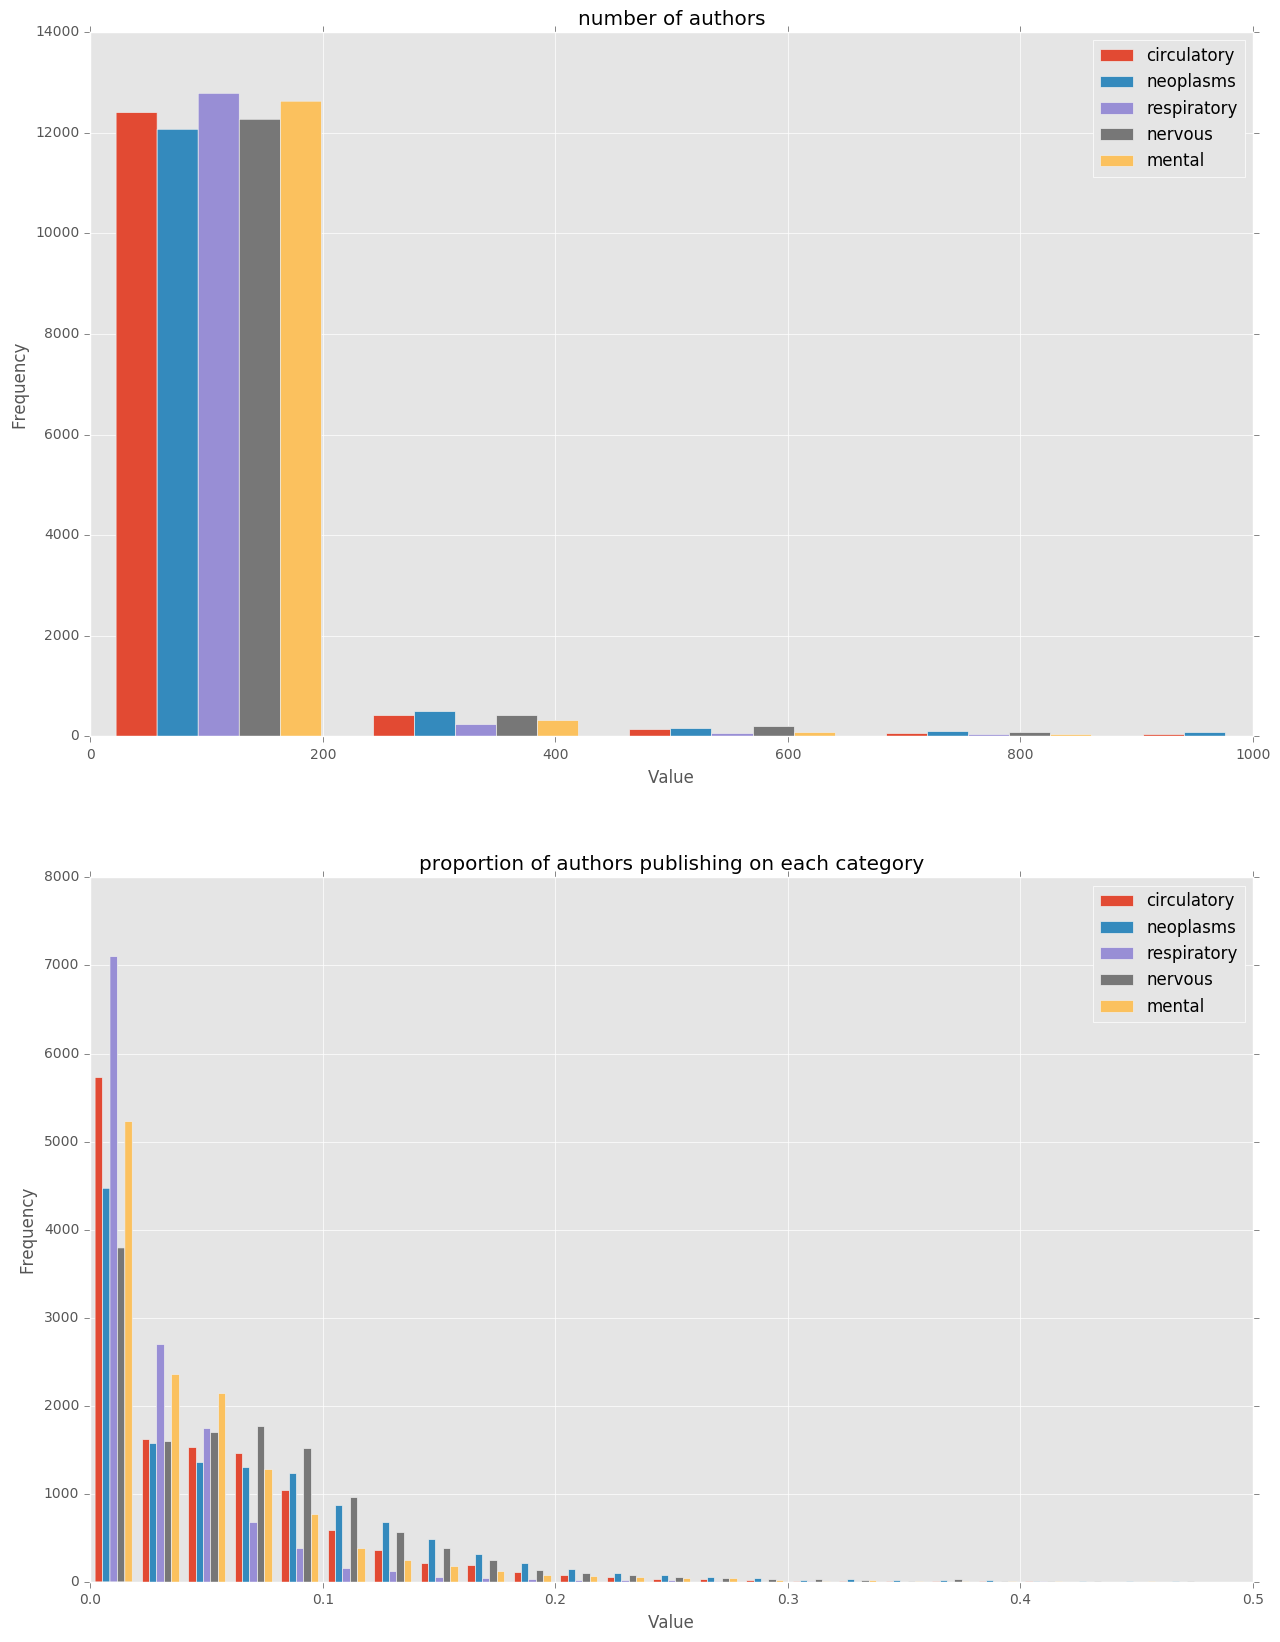 number of authors
14000
12000
10000
8000
6000
4000
2000
0
Frequency
circulatory
neoplasms
respiratory
nervous
mental
0 200 400 600 800 1000
Value
proportion of authors publishing on each category
8000
7000
6000
5000
4000
3000
2000
1000
0
Frequency
circulatory
neoplasms
respiratory
nervous
mental
0.0 0.1 0.2 0.3 0.4 0.5
Value